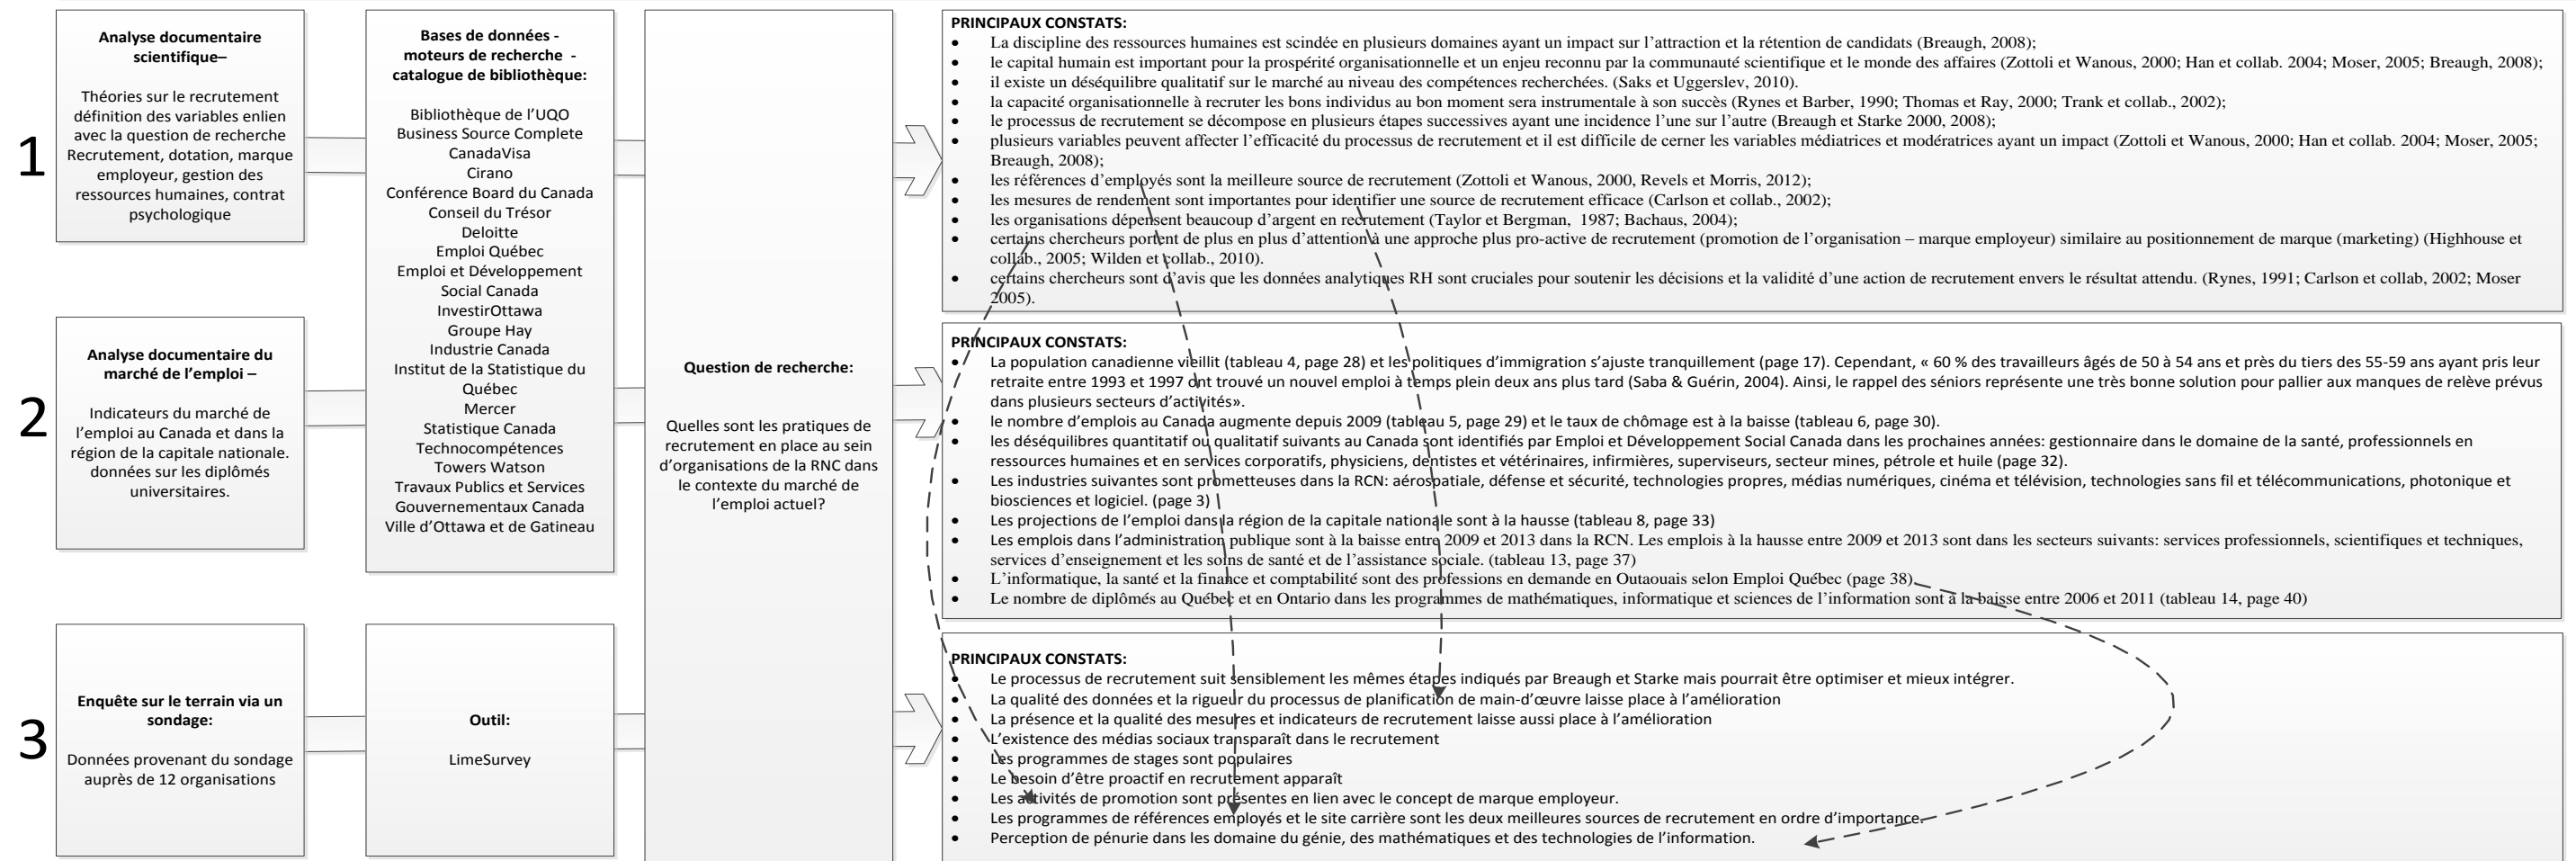 1
Analyse documentaire
scientifique–
Théories sur le recrutement
définition des variables enlien
avec la question de recherche
Recrutement, dotation, marque
employeur, gestion des
ressources humaines, contrat
psychologique
2
Analyse documentaire du
marché de l’emploi –
Indicateurs du marché de
l’emploi au Canada et dans la
région de la capitale nationale.
données sur les diplômés
universitaires.
3
Enquête sur le terrain via un
sondage:
Données provenant du sondage
auprès de 12 organisations
Bases de données -
moteurs de recherche -
catalogue de bibliothèque:
Bibliothèque de l’UQO
Business Source Complete
CanadaVisa
Cirano
Conférence Board du Canada
Conseil du Trésor
Deloitte
Emploi Québec
Emploi et Développement
Social Canada
InvestirOttawa
Groupe Hay
Industrie Canada
Institut de la Statistique du
Québec
Mercer
Statistique Canada
Technocompétences
Towers Watson
Travaux Publics et Services
Gouvernementaux Canada
Ville d’Ottawa et de Gatineau
Outil:
LimeSurvey
Question de recherche:
Quelles sont les pratiques de
recrutement en place au sein
d’organisations de la RNC dans
le contexte du marché de
l’emploi actuel?
PRINCIPAUX CONSTATS:
• La discipline des ressources humaines est scindée en plusieurs domaines ayant un impact sur l’attraction et la rétention de candidats (Breaugh, 2008);
• le capital humain est important pour la prospérité organisationnelle et un enjeu reconnu par la communauté scientifique et le monde des affaires (Zottoli et Wanous, 2000; Han et collab. 2004; Moser, 2005; Breaugh, 2008);
• il existe un déséquilibre qualitatif sur le marché au niveau des compétences recherchées. (Saks et Uggerslev, 2010).
• la capacité organisationnelle à recruter les bons individus au bon moment sera instrumentale à son succès (Rynes et Barber, 1990; Thomas et Ray, 2000; Trank et collab., 2002);
• le processus de recrutement se décompose en plusieurs étapes successives ayant une incidence l’une sur l’autre (Breaugh et Starke 2000, 2008);
• plusieurs variables peuvent affecter l’efficacité du processus de recrutement et il est difficile de cerner les variables médiatrices et modératrices ayant un impact (Zottoli et Wanous, 2000; Han et collab. 2004; Moser, 2005;
Breaugh, 2008);
• les références d’employés sont la meilleure source de recrutement (Zottoli et Wanous, 2000, Revels et Morris, 2012);
• les mesures de rendement sont importantes pour identifier une source de recrutement efficace (Carlson et collab., 2002);
• les organisations dépensent beaucoup d’argent en recrutement (Taylor et Bergman, 1987; Bachaus, 2004);
• certains chercheurs portent de plus en plus d’attention à une approche plus pro-active de recrutement (promotion de l’organisation – marque employeur) similaire au positionnement de marque (marketing) (Highhouse et
collab., 2005; Wilden et collab., 2010).
• certains chercheurs sont d’avis que les données analytiques RH sont cruciales pour soutenir les décisions et la validité d’une action de recrutement envers le résultat attendu. (Rynes, 1991; Carlson et collab, 2002; Moser
2005).
PRINCIPAUX CONSTATS:
• La population canadienne vieillit (tableau 4, page 28) et les politiques d’immigration s’ajuste tranquillement (page 17). Cependant, « 60 % des travailleurs âgés de 50 à 54 ans et près du tiers des 55-59 ans ayant pris leur
retraite entre 1993 et 1997 ont trouvé un nouvel emploi à temps plein deux ans plus tard (Saba & Guérin, 2004). Ainsi, le rappel des séniors représente une très bonne solution pour pallier aux manques de relève prévus
dans plusieurs secteurs d’activités».
• le nombre d’emplois au Canada augmente depuis 2009 (tableau 5, page 29) et le taux de chômage est à la baisse (tableau 6, page 30).
• les déséquilibres quantitatif ou qualitatif suivants au Canada sont identifiés par Emploi et Développement Social Canada dans les prochaines années: gestionnaire dans le domaine de la santé, professionnels en
ressources humaines et en services corporatifs, physiciens, dentistes et vétérinaires, infirmières, superviseurs, secteur mines, pétrole et huile (page 32).
• Les industries suivantes sont prometteuses dans la RCN: aérospatiale, défense et sécurité, technologies propres, médias numériques, cinéma et télévision, technologies sans fil et télécommunications, photonique et
biosciences et logiciel. (page 3)
• Les projections de l’emploi dans la région de la capitale nationale sont à la hausse (tableau 8, page 33)
• Les emplois dans l’administration publique sont à la baisse entre 2009 et 2013 dans la RCN. Les emplois à la hausse entre 2009 et 2013 sont dans les secteurs suivants: services professionnels, scientifiques et techniques,
services d’enseignement et les soins de santé et de l’assistance sociale. (tableau 13, page 37)
• L’informatique, la santé et la finance et comptabilité sont des professions en demande en Outaouais selon Emploi Québec (page 38)
• Le nombre de diplômés au Québec et en Ontario dans les programmes de mathématiques, informatique et sciences de l’information sont à la baisse entre 2006 et 2011 (tableau 14, page 40)
PRINCIPAUX CONSTATS:
• Le processus de recrutement suit sensiblement les mêmes étapes indiqués par Breaugh et Starke mais pourrait être optimiser et mieux intégrer.
• La qualité des données et la rigueur du processus de planification de main-d’œuvre laisse place à l’amélioration
• La présence et la qualité des mesures et indicateurs de recrutement laisse aussi place à l’amélioration
• L’existence des médias sociaux transparaît dans le recrutement
• Les programmes de stages sont populaires
• Le besoin d’être proactif en recrutement apparaît
• Les activités de promotion sont présentes en lien avec le concept de marque employeur.
• Les programmes de références employés et le site carrière sont les deux meilleures sources de recrutement en ordre d’importance.
• Perception de pénurie dans les domaine du génie, des mathématiques et des technologies de l’information.